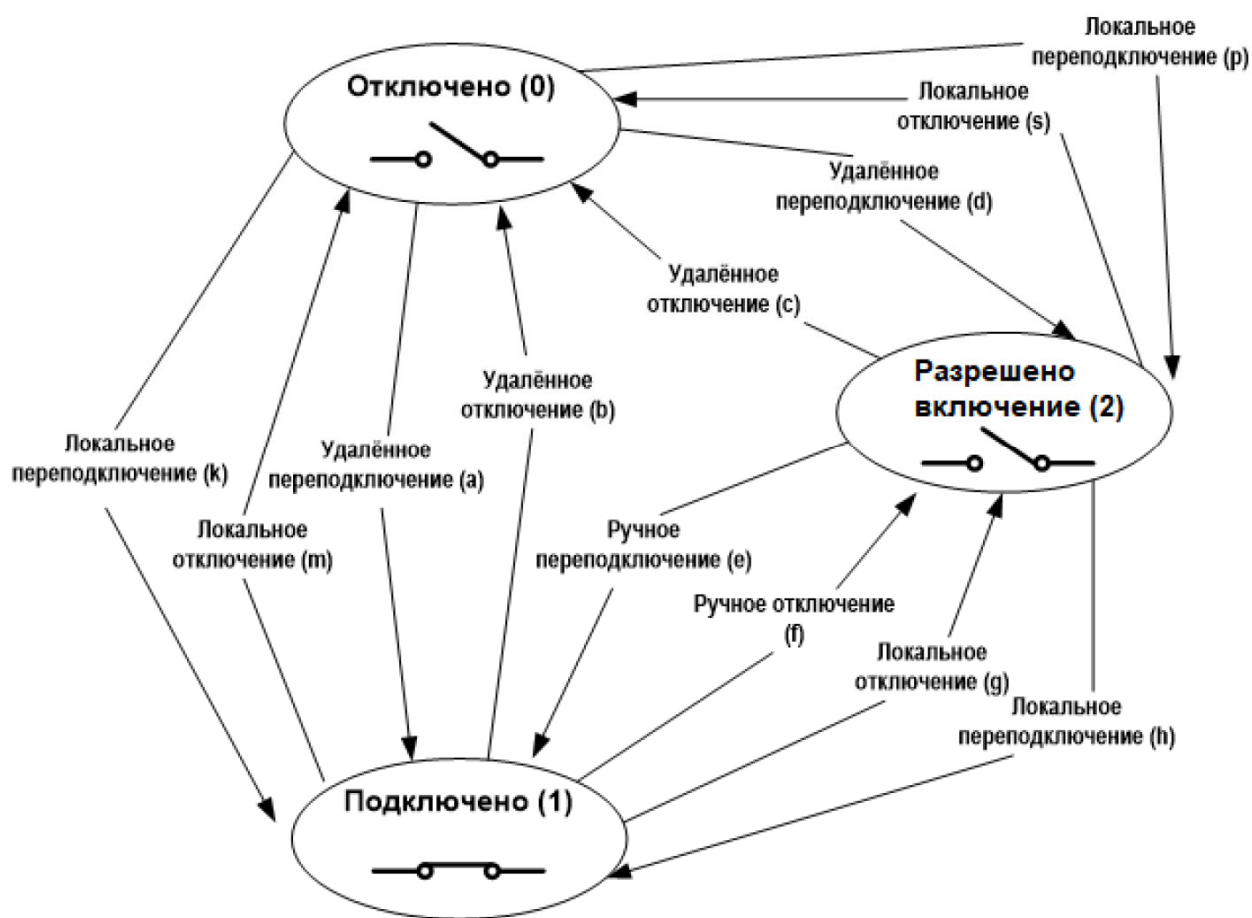 Локальное
переподключение (p)
Отключено (0)
Локальное
отключение (s)
Удалённое
переподключение (d)
Удалённое
отключение (c)
Разрешено
включение (2)
Удалённое
отключение (b)
Локальное
переподключение (k)
Удалённое
переподключение (a)
Локальное
отключение (m)
Ручное
переподключение (e)
Ручное отключение
(f)
Локальное
отключение (g)
Локальное
переподключение (h)
Подключено (1)